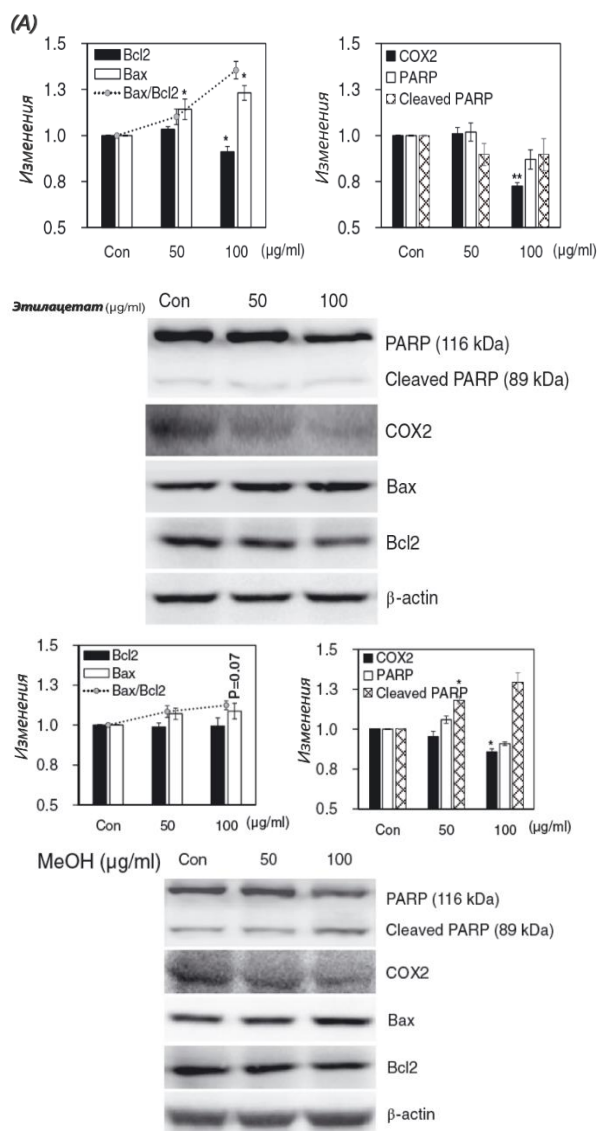 (A)
1.5
1.3
1.0
0.8
0.5
Изменения
Bcl2
Bax
Bax/Bcl2
*
*
*
Con 50 100 (µg/ml)
1.5
1.3
1.0
0.8
0.5
Изменения
COX2
PARP
Cleaved PARP
**
Con 50 100 (µg/ml)
Этилацетат (µg/ml) Con 50 100
PARP (116 kDa)
Cleaved PARP (89 kDa)
COX2
Bax
Bcl2
β-actin
1.5
1.3
1.0
0.8
0.5
Изменения
Bcl2
Bax
Bax/Bcl2
P=0.07
Con 50 100 (µg/ml)
1.5
1.3
1.0
0.8
0.5
Изменения
COX2
PARP
Cleaved PARP
*
*
Con 50 100 (µg/ml)
MeOH (µg/ml) Con 50 100
PARP (116 kDa)
Cleaved PARP (89 kDa)
COX2
Bax
Bcl2
β-actin